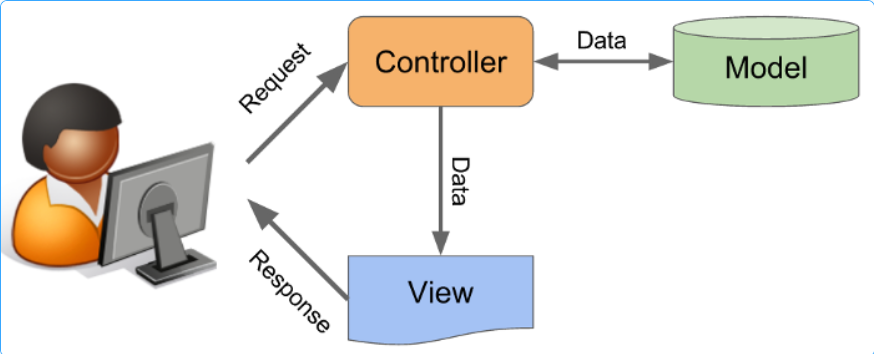 Request
Controller
Data
Model
Data
Response
View